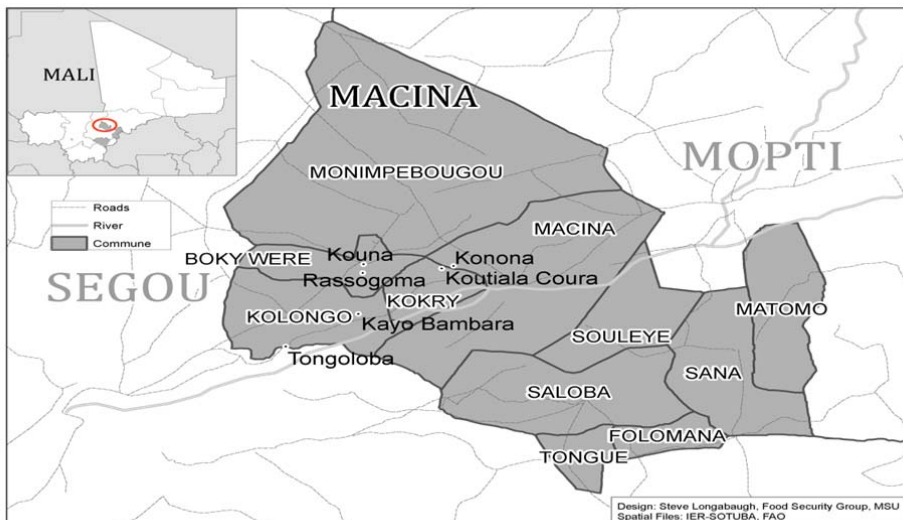 MALI
MACINA
MOPTI
MONIMPEBOUGOU
Roads
River
Commune
MACINA
BOKY WERE
Kouna
Konona
SEGOU
Rassogoma
Koutiala Coura
KOKRY
MATOMO
KOLONGO
Kayo Bambara
SOULEYE
Tongoloba
SANA
SALOBA
FOLOMANA
TONGUE
Design: Steve Longabaugh, Food Security Group, MSU
Spatial Files: IER-SOTUBA, FAO